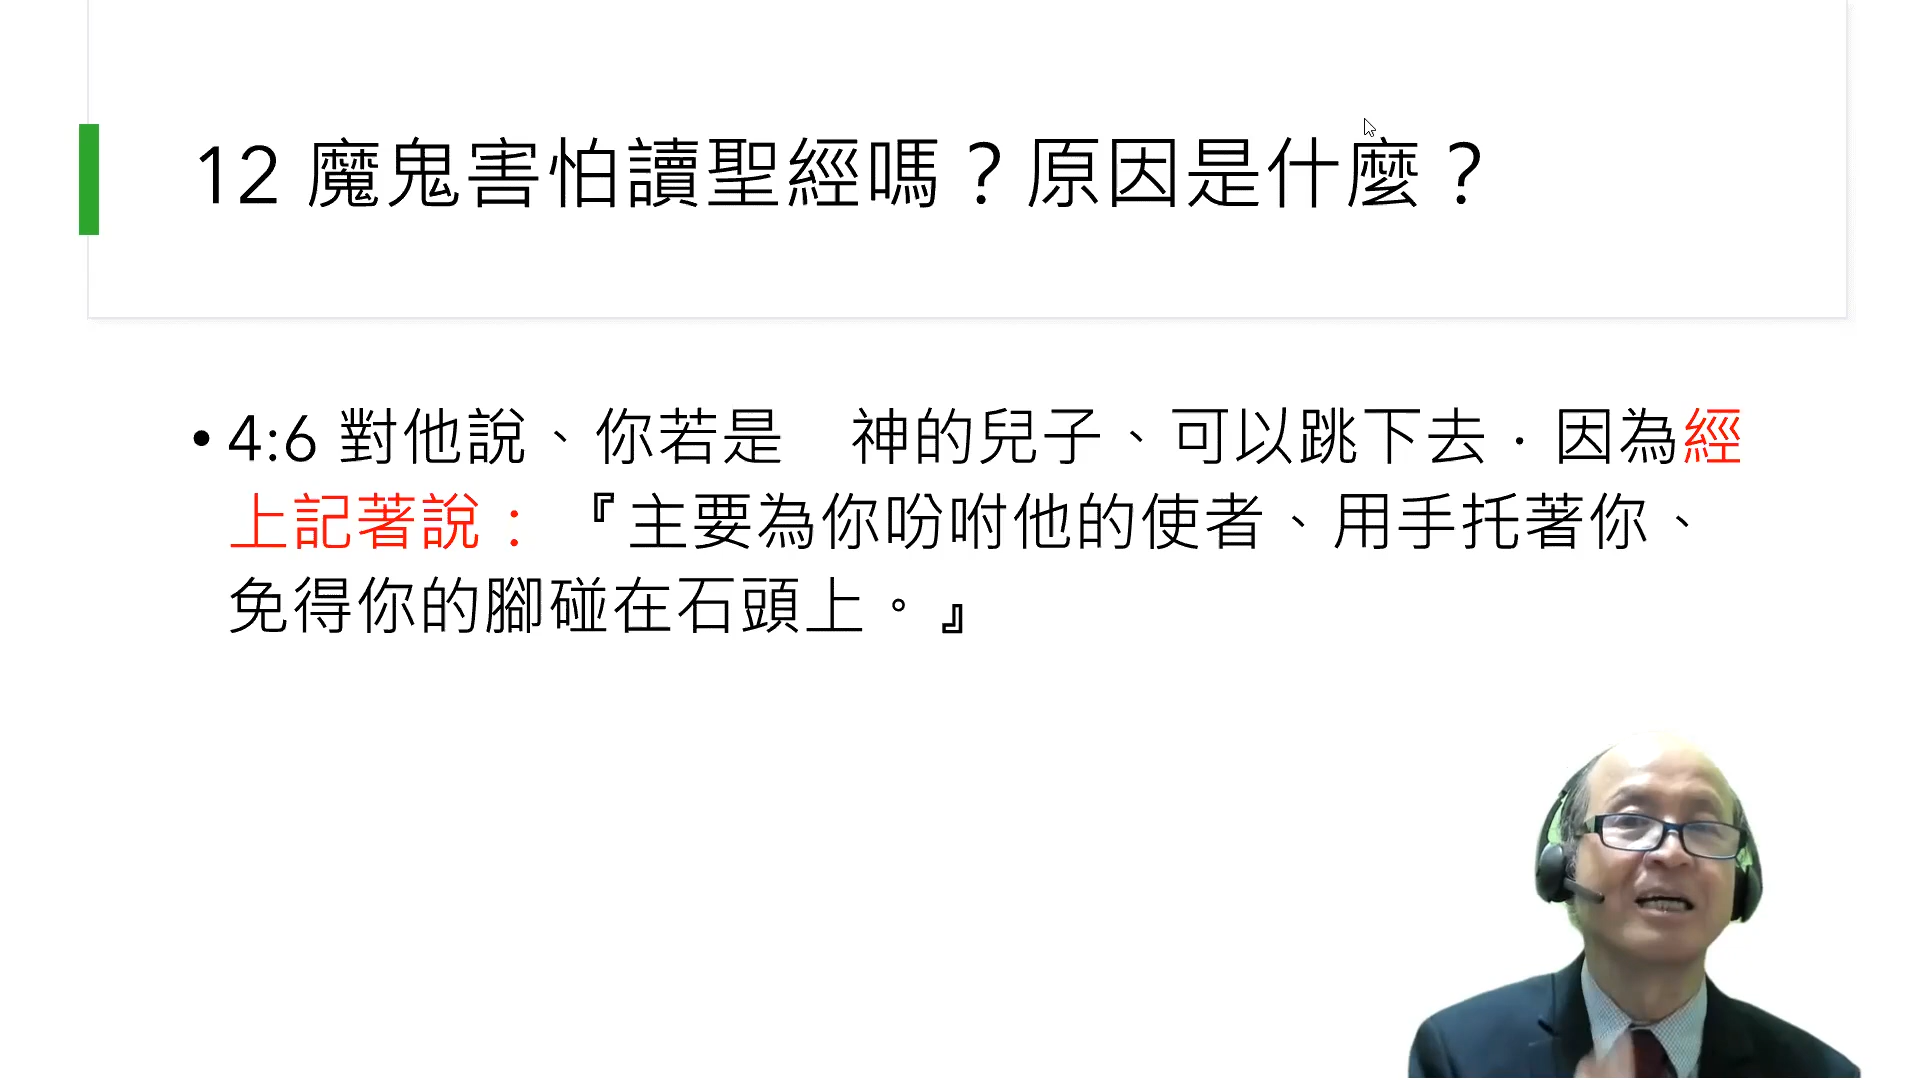 12 魔鬼害怕讀聖經嗎？原因是什麼？
• 4:6 對他說、你若是　神的兒子、可以跳下去．因為經
上記著說：『主要為你吩咐他的使者、用手托著你、
免得你的腳碰在石頭上。』